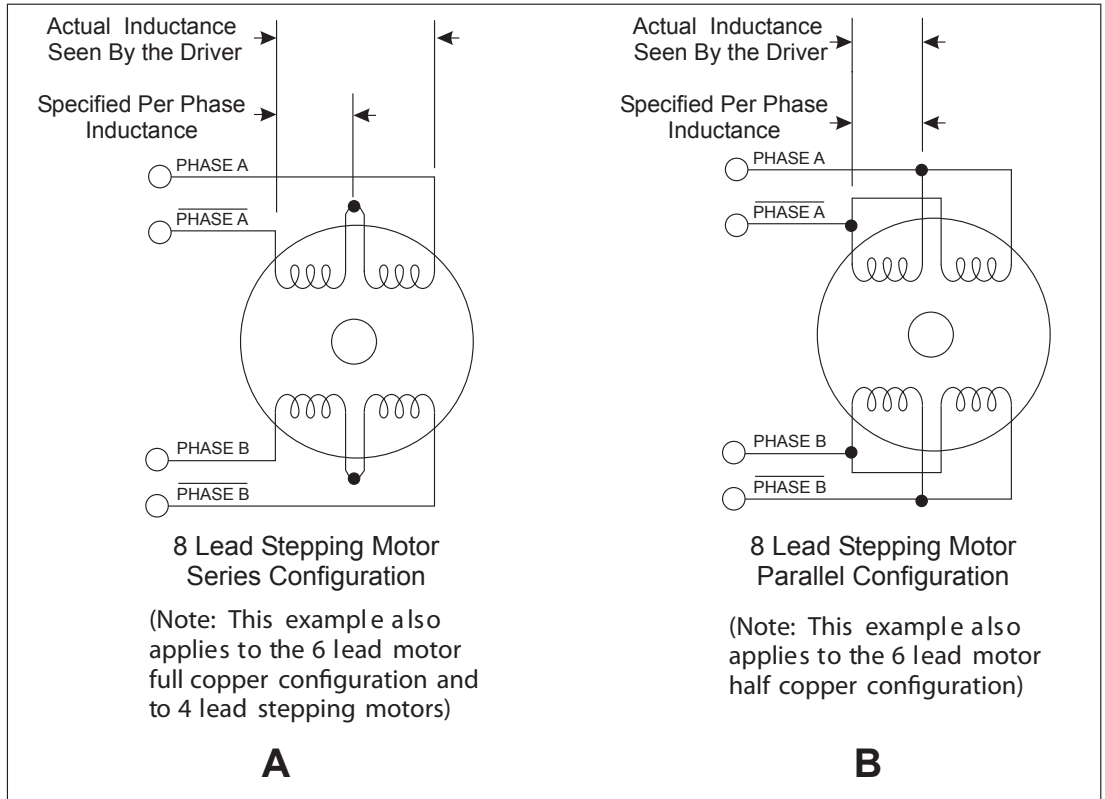 Actual Inductance
Seen By the Driver
Specified Per Phase
Inductance
PHASE A
PHASE A
PHASE B
PHASE B
8 Lead Stepping Motor
Series Configuration
(Note: This example also
applies to the 6 lead motor
full copper configuration and
to 4 lead stepping motors)
A
Actual Inductance
Seen By the Driver
Specified Per Phase
Inductance
PHASE A
PHASE A
PHASE B
PHASE B
8 Lead Stepping Motor
Parallel Configuration
(Note: This example also
applies to the 6 lead motor
half copper configuration)
B